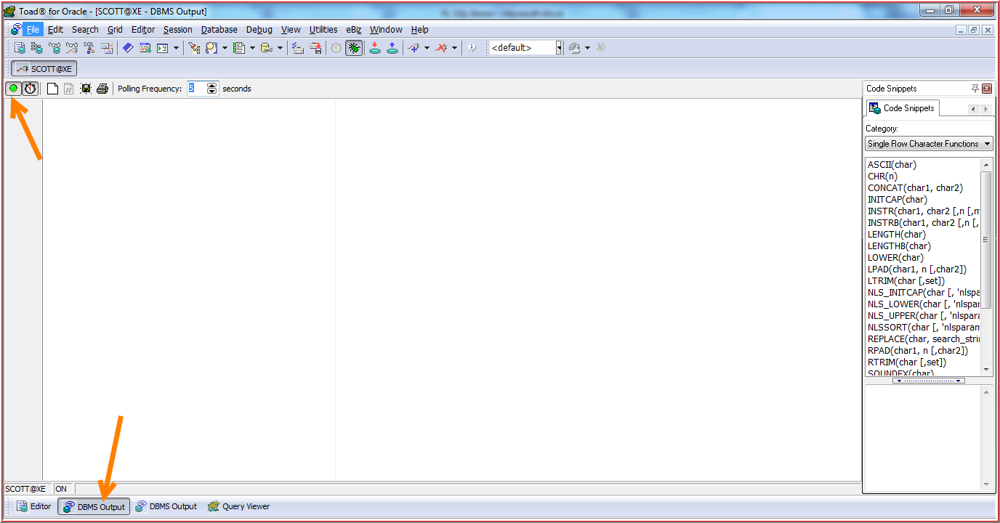 Toad® for Oracle - [SCOTT@XE - DBMS Output]
File Edit Search Grid Editor Session Database Debug View Utilities eBiz Window Help
SQL
<default>
SCOTT@XE
Polling Frequency: 5 seconds
Code Snippets
Code Snippets
Category:
Single Row Character Functions
ASCII(char)
CHR(n)
CONCAT(char1, char2)
INITCAP(char)
INSTR(char1, char2 [,n [,m
INSTRB(char1, char2 [,n [,
LENGTH(char)
LENGTHB(char)
LOWER(char)
LPAD(char1, n [,char2])
LTRIM(char [,set])
NLS_INITCAP(char [, 'nlspa
NLS_LOWER(char [, 'nlspar
NLS_UPPER(char [, 'nlspara
NLSSORT(char [, 'nlsparam
REPLACE(char, search_strin
RPAD(char1, n [,char2])
RTRIM(char [,set])
SOUNDEX(char)
SCOTT@XE ON
Editor DBMS Output DBMS Output Query Viewer